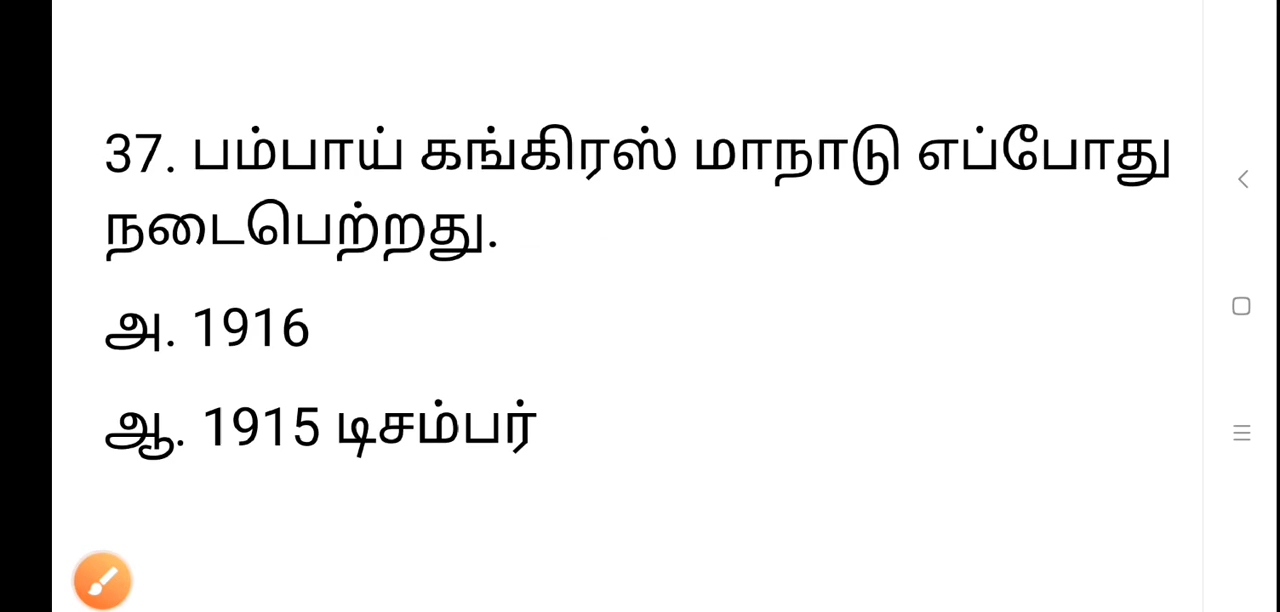 37. பம்பாய் கங்கிரஸ் மாநாடு எப்போது
நடைபெற்றது.
அ. 1916
ஆ. 1915 டிசம்பர்